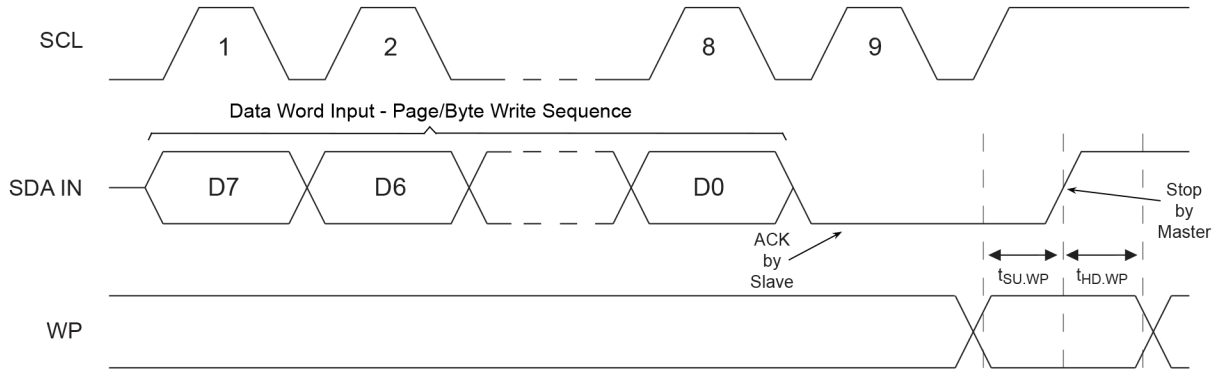 SCL
1
2
8
9
Data Word Input - Page/Byte Write Sequence
SDA IN
D7
D6
D0
Stop
by
Master
ACK
by
Slave
tSU.WP
tHD.WP
WP